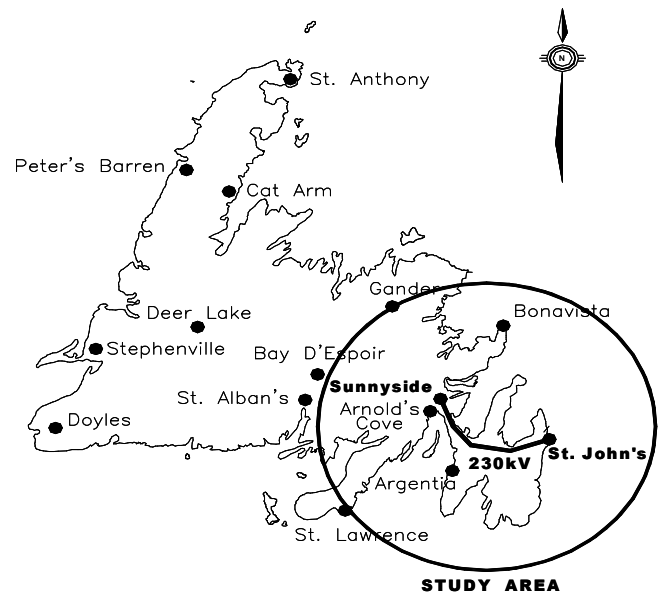 St. Anthony
N
Peter's Barren
Cat Arm
Gander
Deer Lake
Bonavista
Stephenville
Bay D'Espoir
Sunnyside
St. Alban's
Arnold's
Cove
Doyles
St. John's
230kV
Argentia
St. Lawrence
STUDY AREA